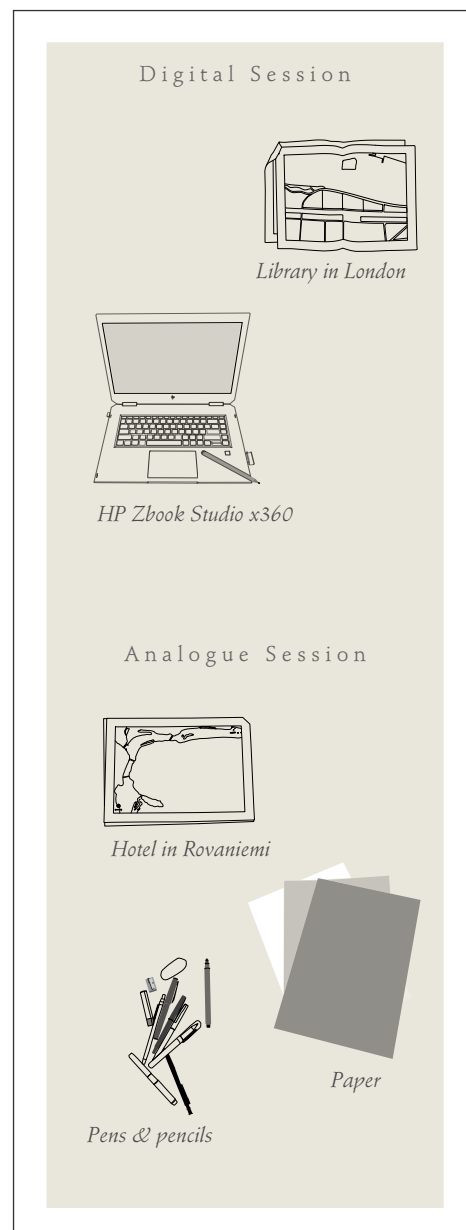 Digital Session
Library in London
HP Zbook Studio x360
Analogue Session
Hotel in Rovaniemi
Paper
Pens & pencils